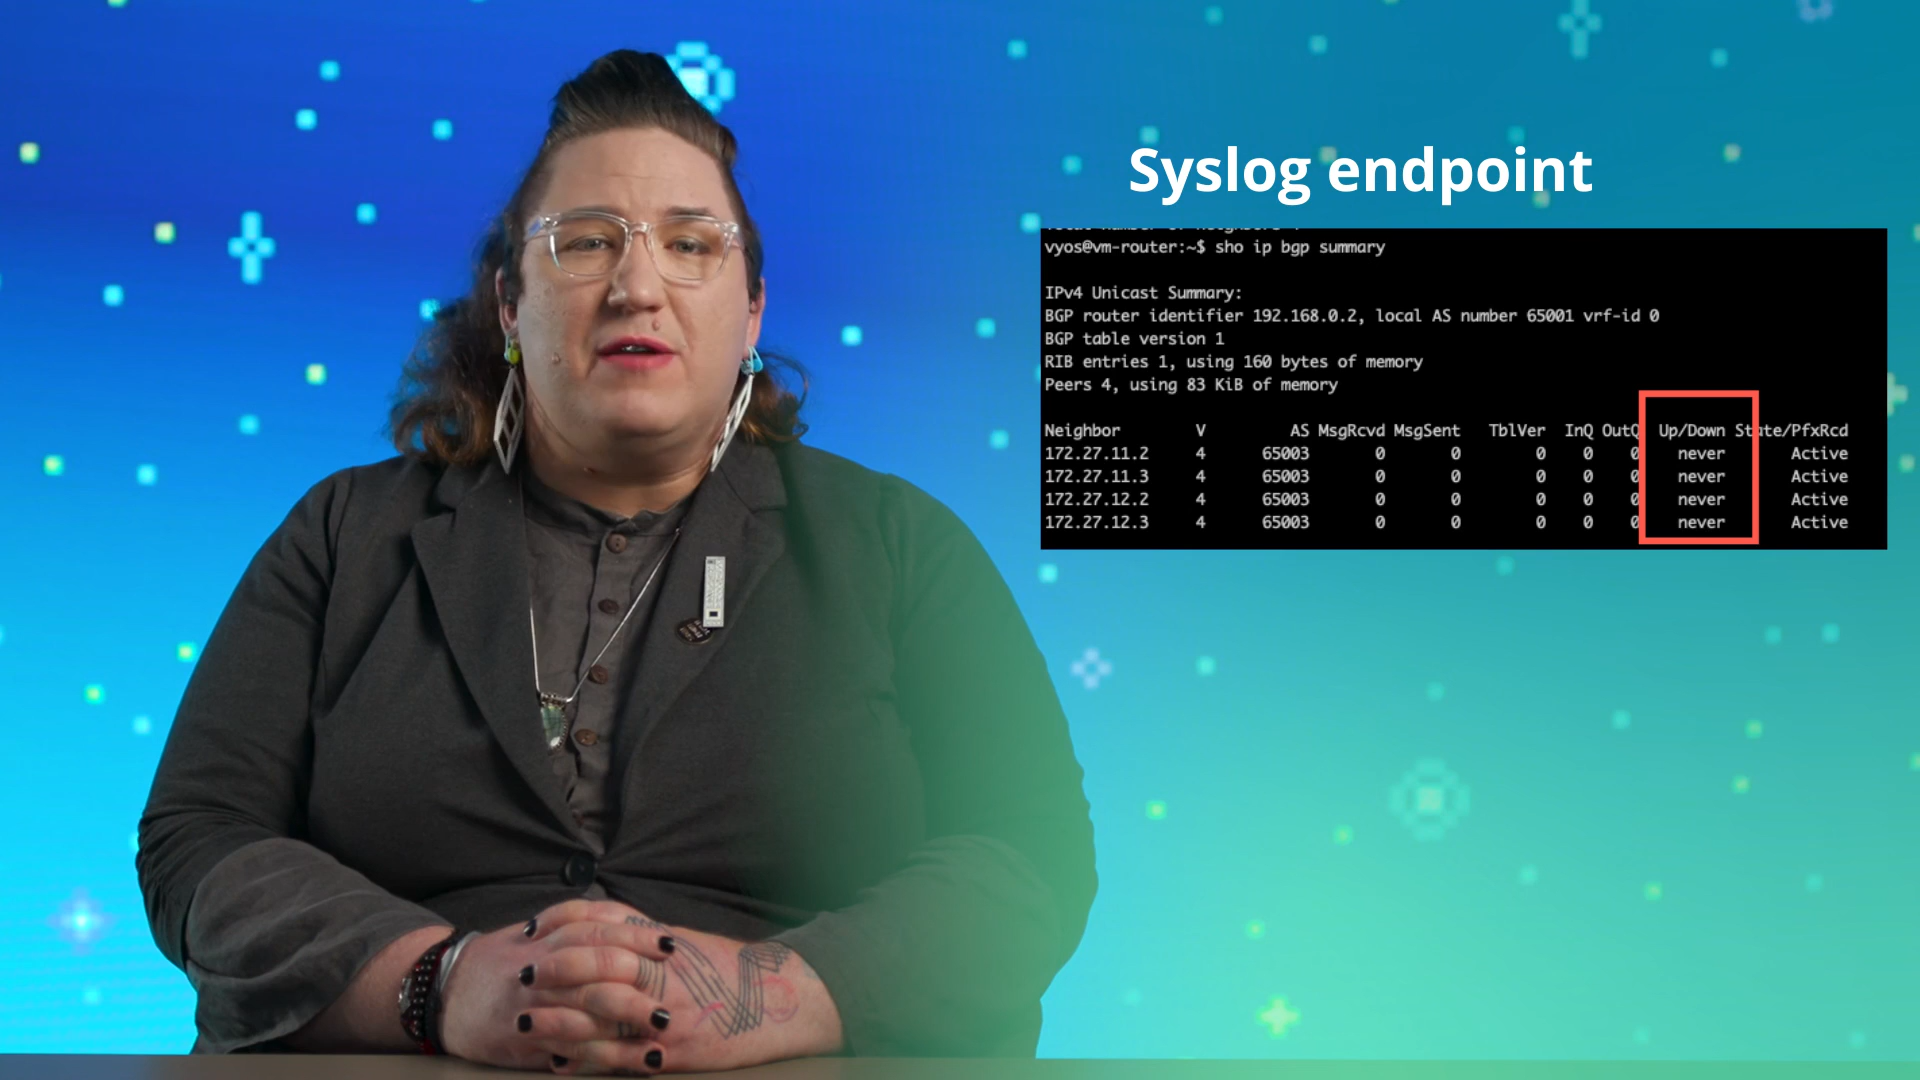 Syslog endpoint
vyos@vm-router:~$ sho ip bgp summary
IPv4 Unicast Summary:
BGP router identifier 192.168.0.2, local AS number 65001 vrf-id 0
BGP table version 1
RIB entries 1, using 160 bytes of memory
Peers 4, using 83 KiB of memory
Neighbor V AS MsgRcvd MsgSent TblVer InQ OutQ Up/Down State/PfxRcd
172.27.11.2 4 65003 0 0 0 0 0 never Active
172.27.11.3 4 65003 0 0 0 0 0 never Active
172.27.12.2 4 65003 0 0 0 0 0 never Active
172.27.12.3 4 65003 0 0 0 0 0 never Active